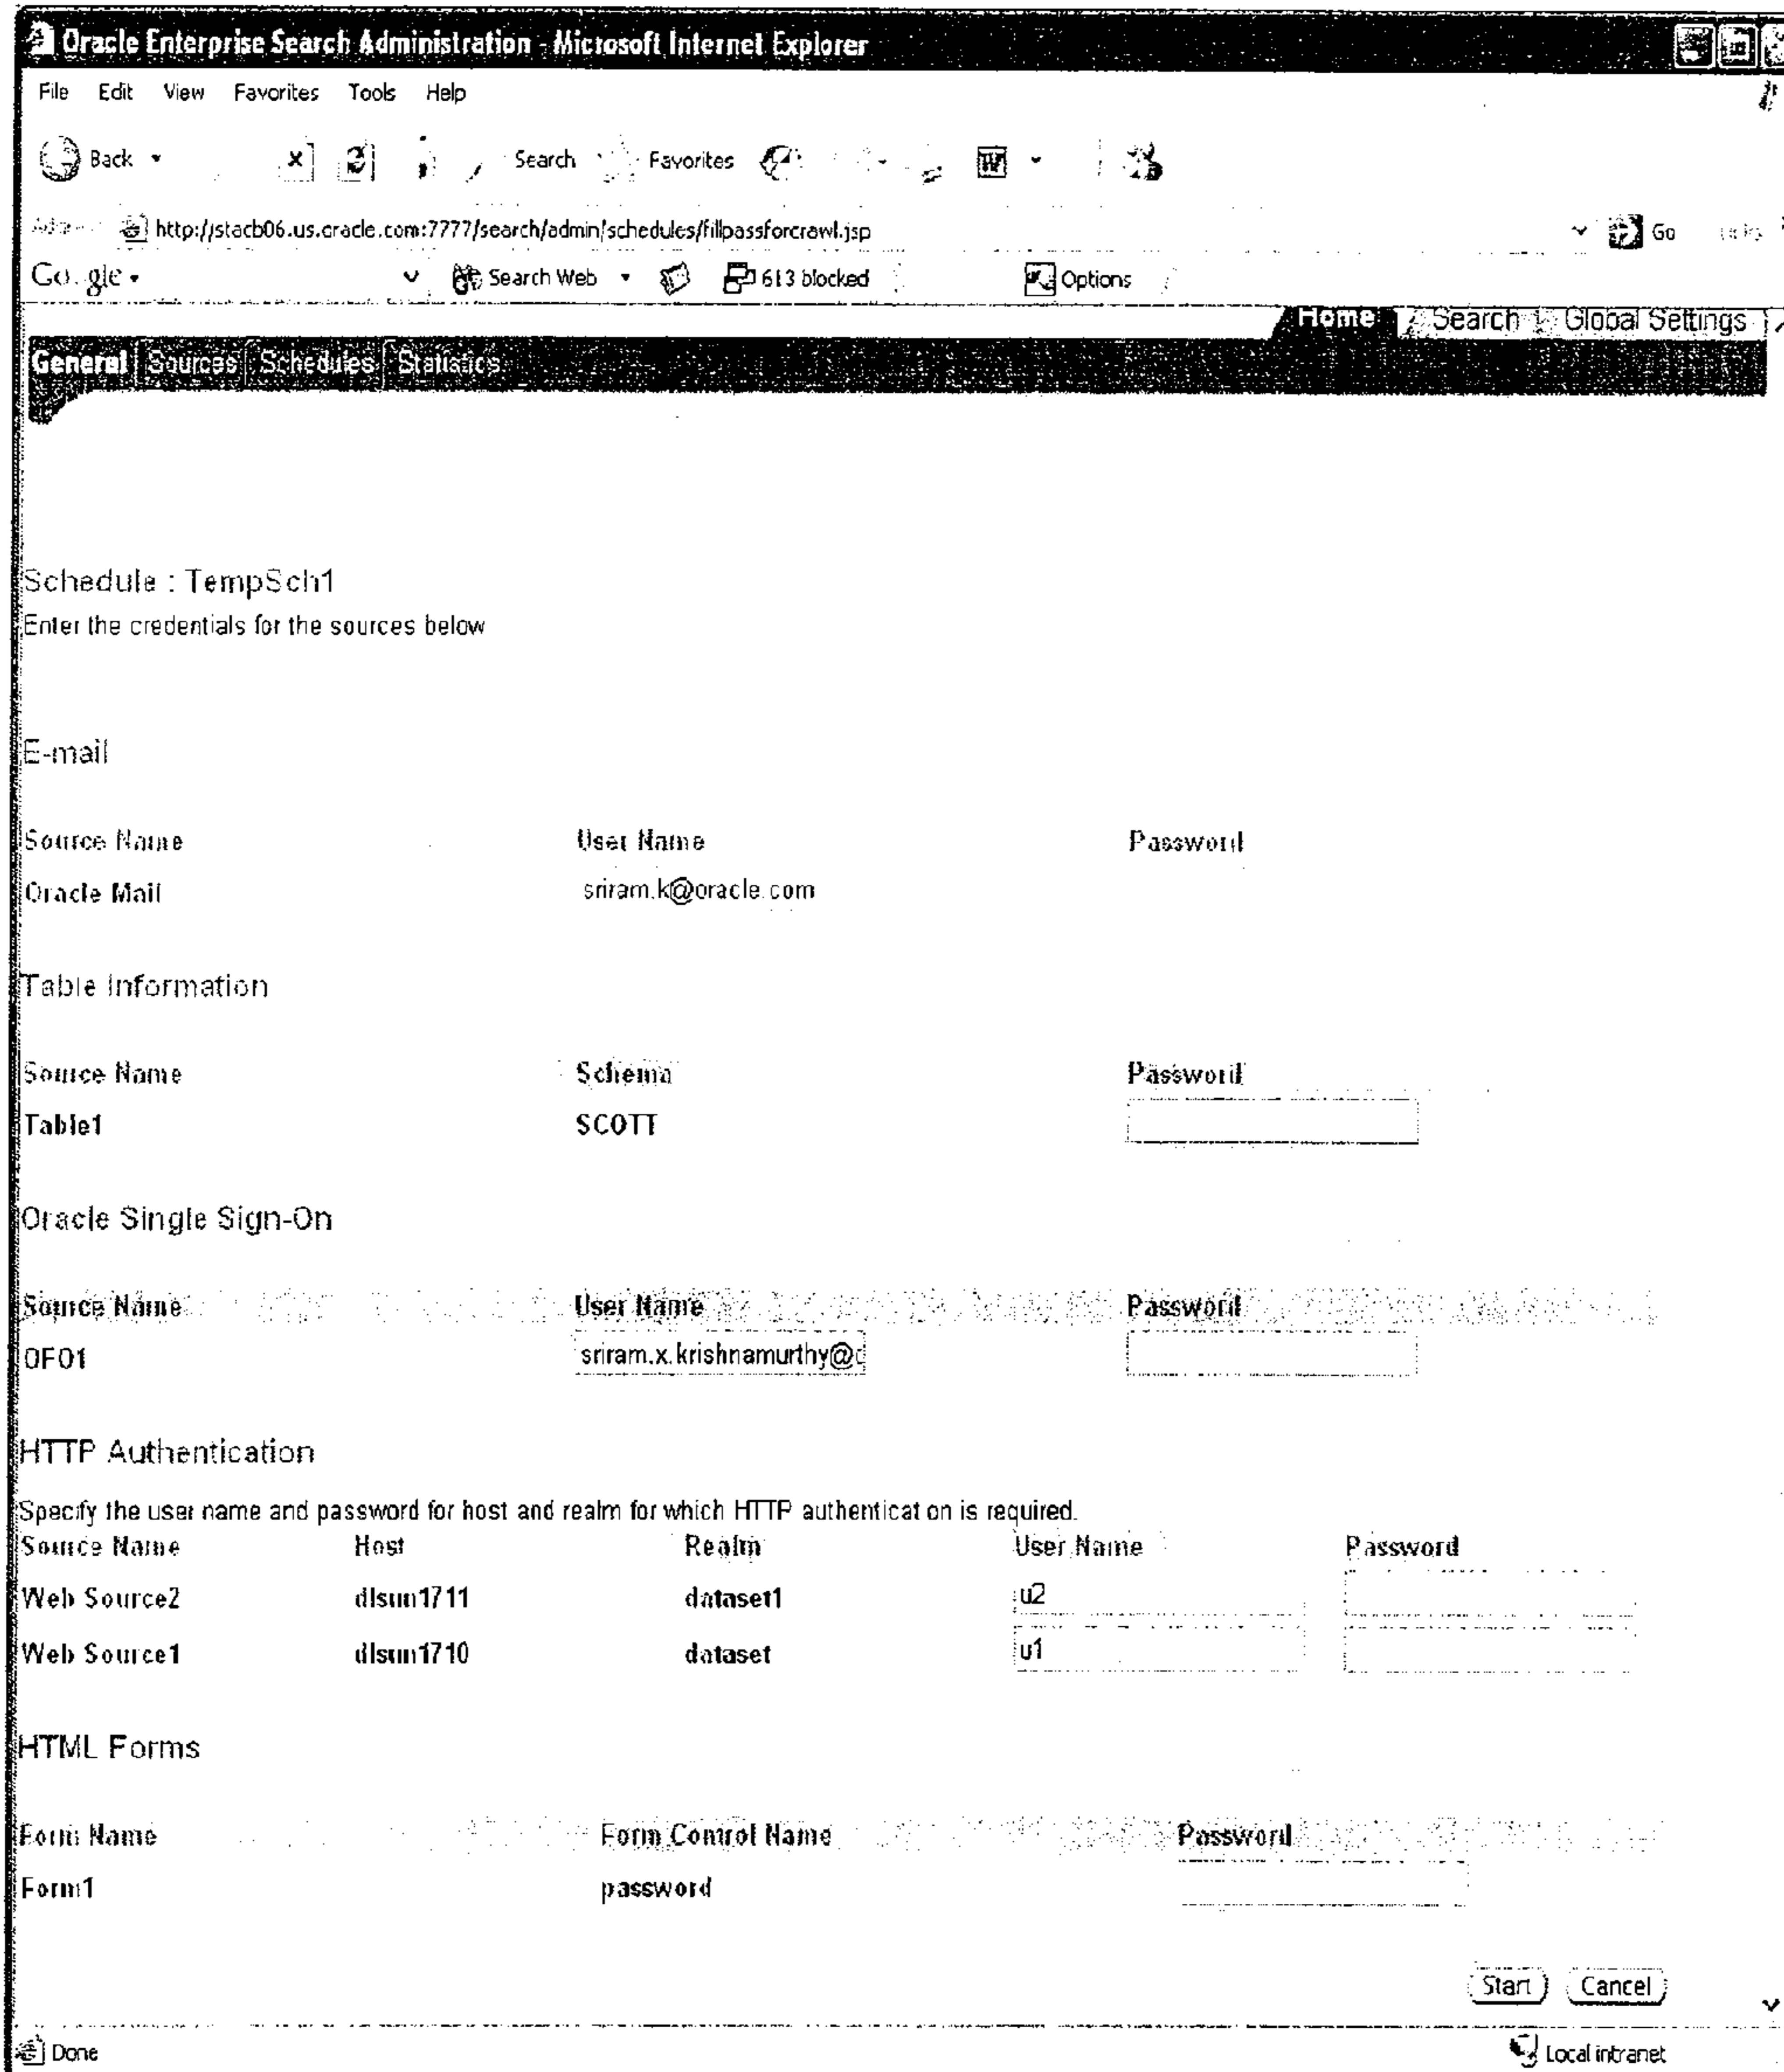 Oracle Enterprise Search Administration - Microsoft Internet Explorer
File Edit View Favorites Tools Help
Back Search Favorites
http://stacb06.us.oracle.com:7777/search/admin/schedules/fillpassforcrawl.jsp Go
Search Web 613 blocked Options
Home Search Global Settings
General Sources Schedules Statistics
Schedule : TempSch1
Enter the credentials for the sources below
E-mail
Source Name User Name Password
Oracle Mail sriram.k@oracle.com
Table Information
Source Name Schema Password
Table1 SCOTT
Oracle Single Sign-On
Source Name User Name Password
OFO1 sriram.x.krishnamurthy@
HTTP Authentication
Specify the user name and password for host and realm for which HTTP authentication is required.
Source Name Host Realm User Name Password
Web Source2 dlsun1711 dataset1 u2
Web Source1 dlsun1710 dataset u1
HTML Forms
Form Name Form Control Name Password
Form1 password
Start Cancel
Done Local intranet